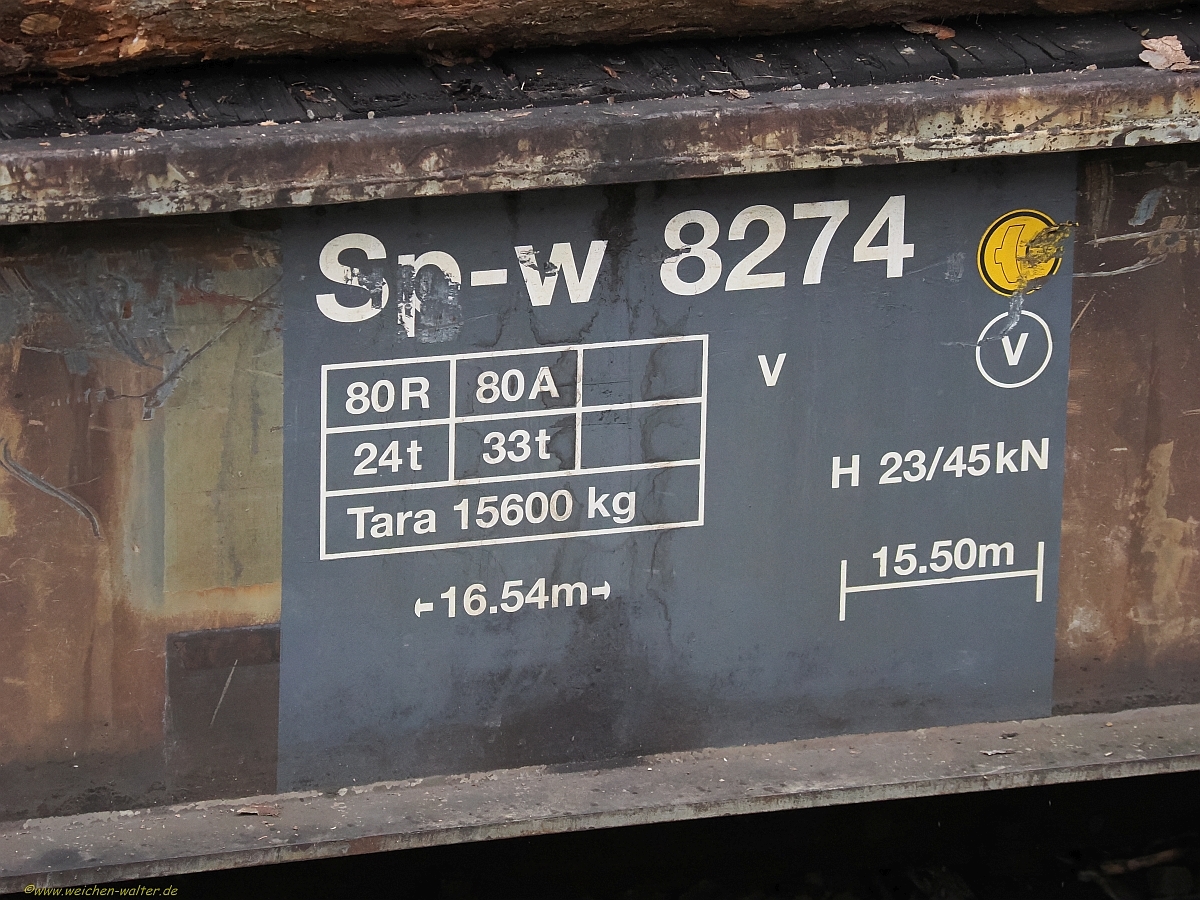 Sp-w 8274
80R 80A
24t 33t
Tara 15600 kg
16.54m
V
V
H 23/45kN
15.50m
©www.weichen-walter.de